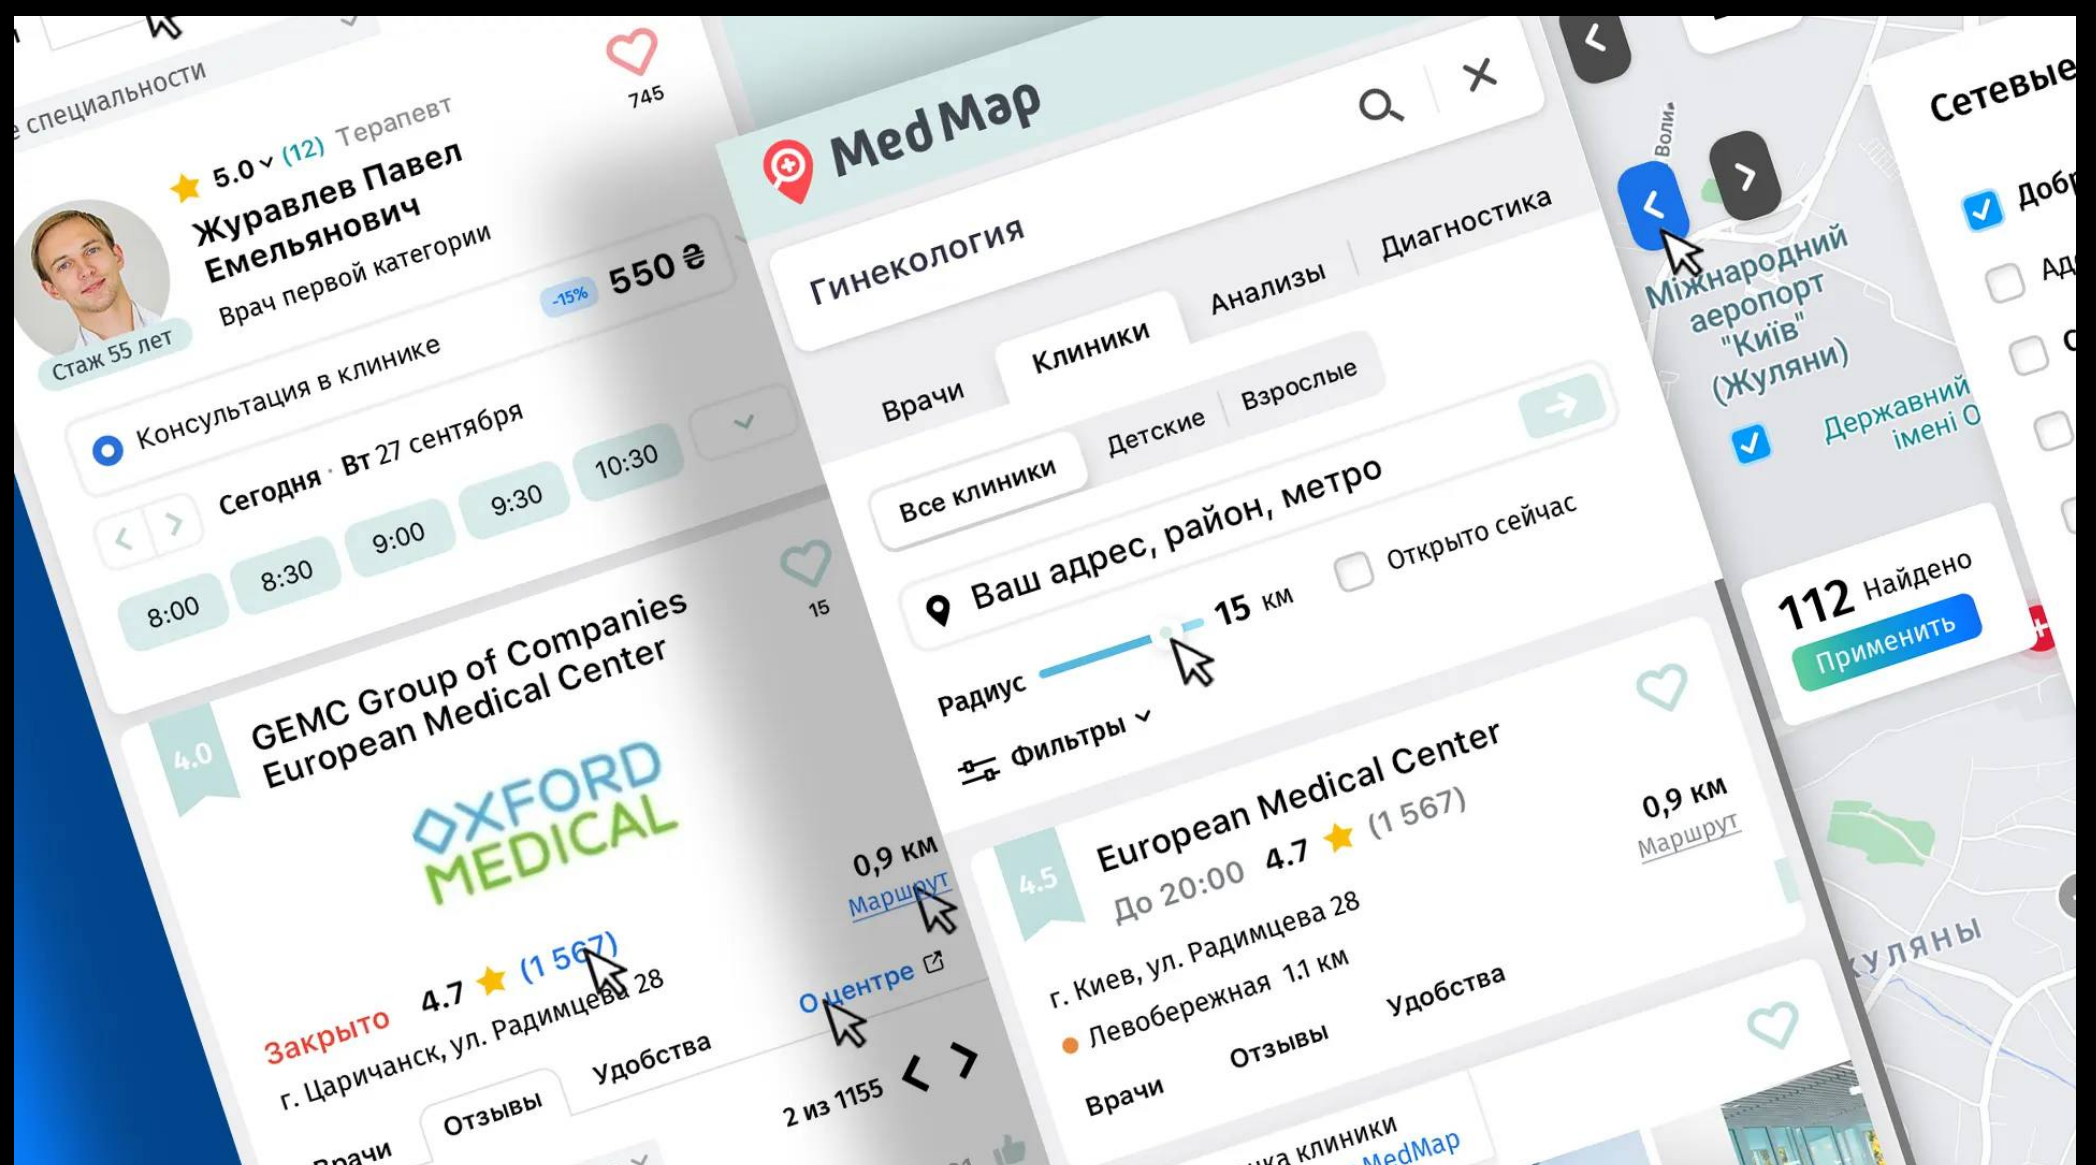 е специальности
745
5.0 (12) Терапевт
Журавлев Павел
Емельянович
Врач первой категории
Стаж 55 лет
Консультация в клинике
-15% 550 ₴
Сегодня · Вт 27 сентября
8:00 8:30 9:00 9:30 10:30
GEMC Group of Companies
European Medical Center
15
4.0
OXFORD
MEDICAL
0,9 км
Маршрут
Закрыто 4.7 (1 567)
г. Царичанск, ул. Радимцева 28
О центре
Врачи Отзывы Удобства
2 из 1155
Med Map
Гинекология
Врачи Клиники Анализы Диагностика
Все клиники Детские Взрослые
Ваш адрес, район, метро
Радиус 15 км Открыто сейчас
Фильтры
4.5
European Medical Center
До 20:00 4.7 (1 567)
0,9 км
Маршрут
г. Киев, ул. Радимцева 28
Левобережная 1.1 км
Врачи Отзывы Удобства
клиники
MedMap
Міжнародний
аеропорт
"Київ"
(Жуляни)
Державний
імені О
112 Найдено
Применить
Сетевые
Добр
Ад
С